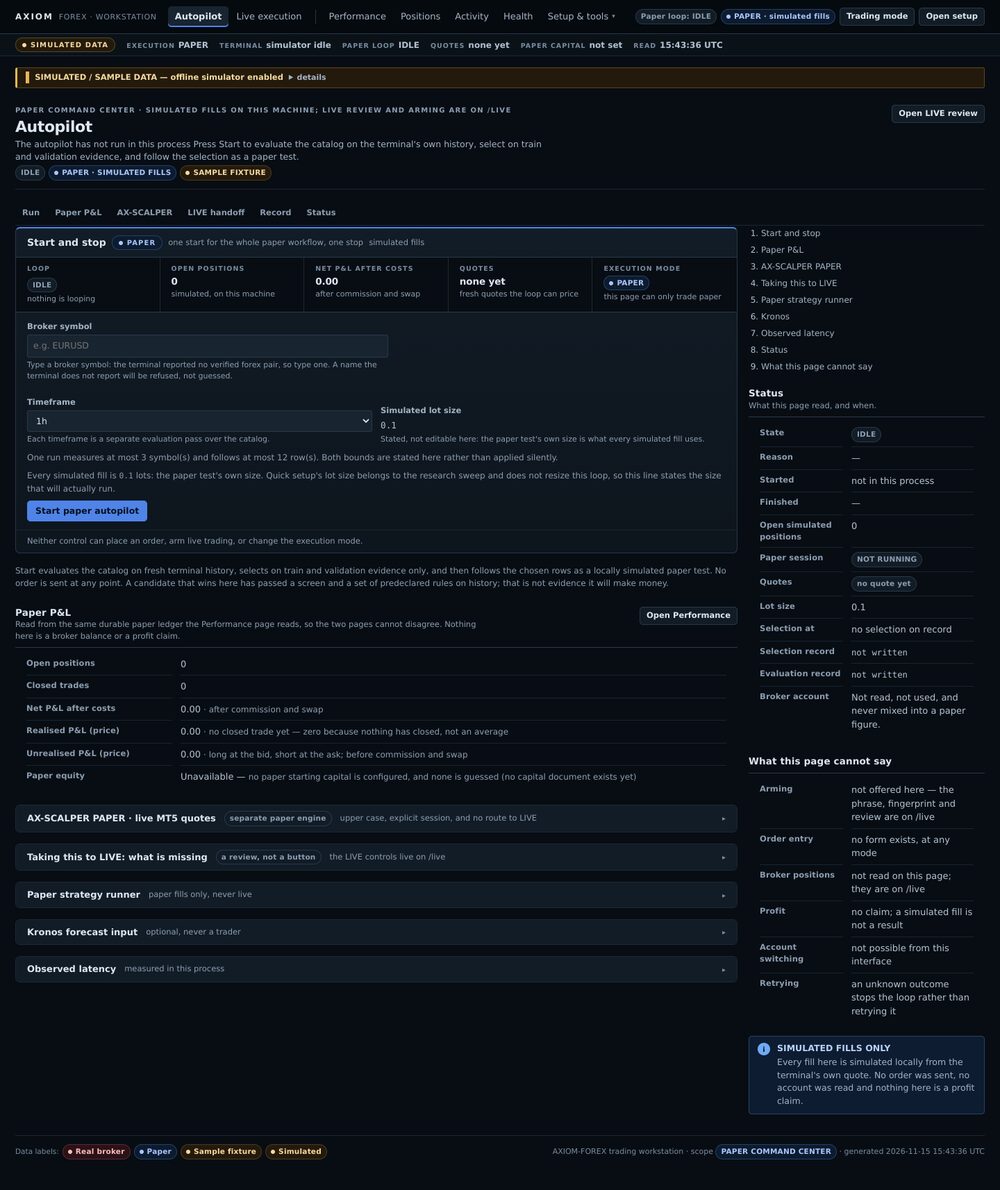 AXIOM FOREX · WORKSTATION Autopilot Live execution Performance Positions Activity Health Setup & tools ▾ Paper loop: IDLE PAPER · simulated fills Trading mode Open setup
SIMULATED DATA EXECUTION PAPER TERMINAL simulator idle PAPER LOOP IDLE QUOTES none yet PAPER CAPITAL not set READ 15:43:36 UTC
SIMULATED / SAMPLE DATA — offline simulator enabled ▸ details
PAPER COMMAND CENTER · SIMULATED FILLS ON THIS MACHINE; LIVE REVIEW AND ARMING ARE ON /LIVE
Open LIVE review
Autopilot
The autopilot has not run in this process Press Start to evaluate the catalog on the terminal's own history, select on train
and validation evidence, and follow the selection as a paper test.
IDLE PAPER · SIMULATED FILLS SAMPLE FIXTURE
Run Paper P&L AX-SCALPER LIVE handoff Record Status
Start and stop PAPER one start for the whole paper workflow, one stop simulated fills
LOOP
IDLE
nothing is looping
OPEN POSITIONS
0
simulated, on this machine
NET P&L AFTER COSTS
0.00
after commission and swap
QUOTES
none yet
fresh quotes the loop can price
EXECUTION MODE
PAPER
this page can only trade paper
Broker symbol
e.g. EURUSD
Type a broker symbol: the terminal reported no verified forex pair, so type one. A name the
terminal does not report will be refused, not guessed.
Timeframe
1h
Each timeframe is a separate evaluation pass over the catalog.
Simulated lot size
0.1
Stated, not editable here: the paper test's own size is what every simulated fill uses.
One run measures at most 3 symbol(s) and follows at most 12 row(s). Both bounds are stated here rather than applied silently.
Every simulated fill is 0.1 lots: the paper test's own size. Quick setup's lot size belongs to the research sweep and does not resize this loop, so this line states the size
that will actually run.
Start paper autopilot
Neither control can place an order, arm live trading, or change the execution mode.
Start evaluates the catalog on fresh terminal history, selects on train and validation evidence only, and then follows the chosen rows as a locally simulated paper test. No
order is sent at any point. A candidate that wins here has passed a screen and a set of predeclared rules on history; that is not evidence it will make money.
Paper P&L
Read from the same durable paper ledger the Performance page reads, so the two pages cannot disagree. Nothing
here is a broker balance or a profit claim.
Open Performance
Open positions 0
Closed trades 0
Net P&L after costs 0.00 · after commission and swap
Realised P&L (price) 0.00 · no closed trade yet — zero because nothing has closed, not an average
Unrealised P&L (price) 0.00 · long at the bid, short at the ask; before commission and swap
Paper equity Unavailable — no paper starting capital is configured, and none is guessed (no capital document exists yet)
AX-SCALPER PAPER · live MT5 quotes separate paper engine upper case, explicit session, and no route to LIVE ▸
Taking this to LIVE: what is missing a review, not a button the LIVE controls live on /live ▸
Paper strategy runner paper fills only, never live ▸
Kronos forecast input optional, never a trader ▸
Observed latency measured in this process ▸
1. Start and stop
2. Paper P&L
3. AX-SCALPER PAPER
4. Taking this to LIVE
5. Paper strategy runner
6. Kronos
7. Observed latency
8. Status
9. What this page cannot say
Status
What this page read, and when.
State IDLE
Reason —
Started not in this process
Finished —
Open simulated
positions
0
Paper session NOT RUNNING
Quotes no quote yet
Lot size 0.1
Selection at no selection on record
Selection record not written
Evaluation record not written
Broker account Not read, not used, and
never mixed into a paper
figure.
What this page cannot say
Arming not offered here — the
phrase, fingerprint and
review are on /live
Order entry no form exists, at any
mode
Broker positions not read on this page;
they are on /live
Profit no claim; a simulated fill is
not a result
Account
switching
not possible from this
interface
Retrying an unknown outcome
stops the loop rather than
retrying it
i SIMULATED FILLS ONLY
Every fill here is simulated locally from the
terminal's own quote. No order was sent, no
account was read and nothing here is a profit
claim.
Data labels: Real broker Paper Sample fixture Simulated
AXIOM-FOREX trading workstation · scope PAPER COMMAND CENTER · generated 2026-11-15 15:43:36 UTC